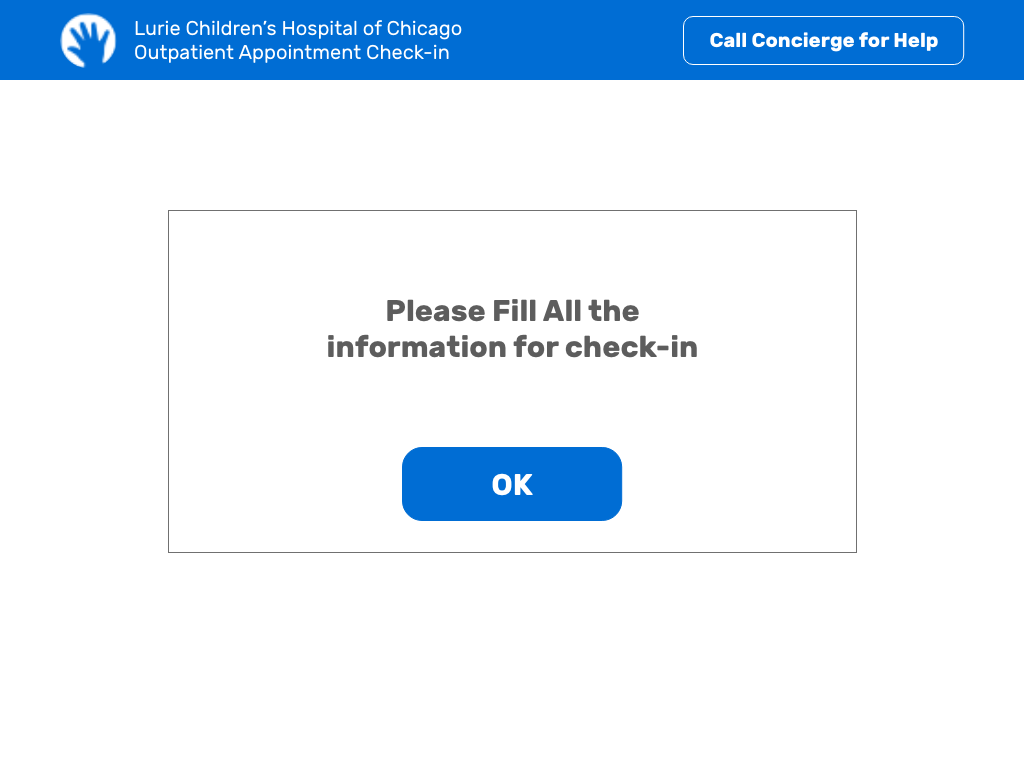 Lurie Children’s Hospital of Chicago
Outpatient Appointment Check-in
Call Concierge for Help
Please Fill All the
information for check-in
OK